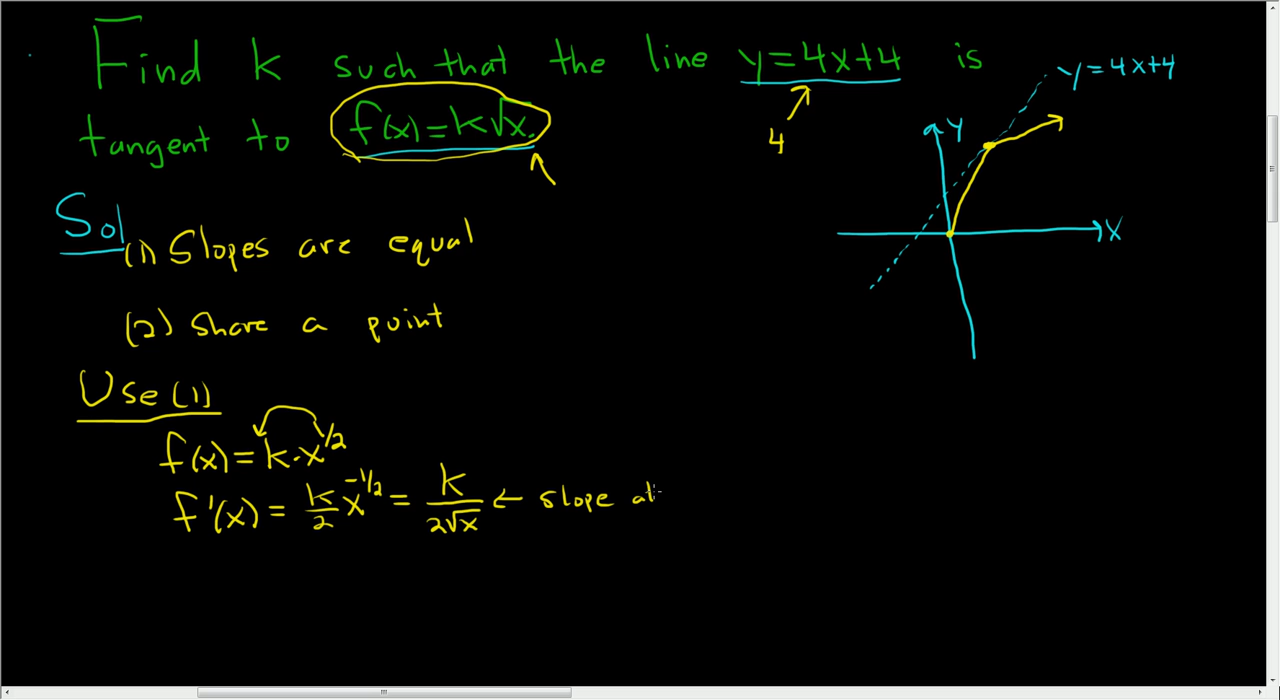 Find k such that the line y=4x+4 is
tangent to f(x)=k√x.
4
y=4x+4
Y
X
Sol
(1) Slopes are equal
(2) Share a point
Use (1)
f(x)=k·x^1/2
f'(x) = k/2 x^-1/2 = k/2√x ← slope at